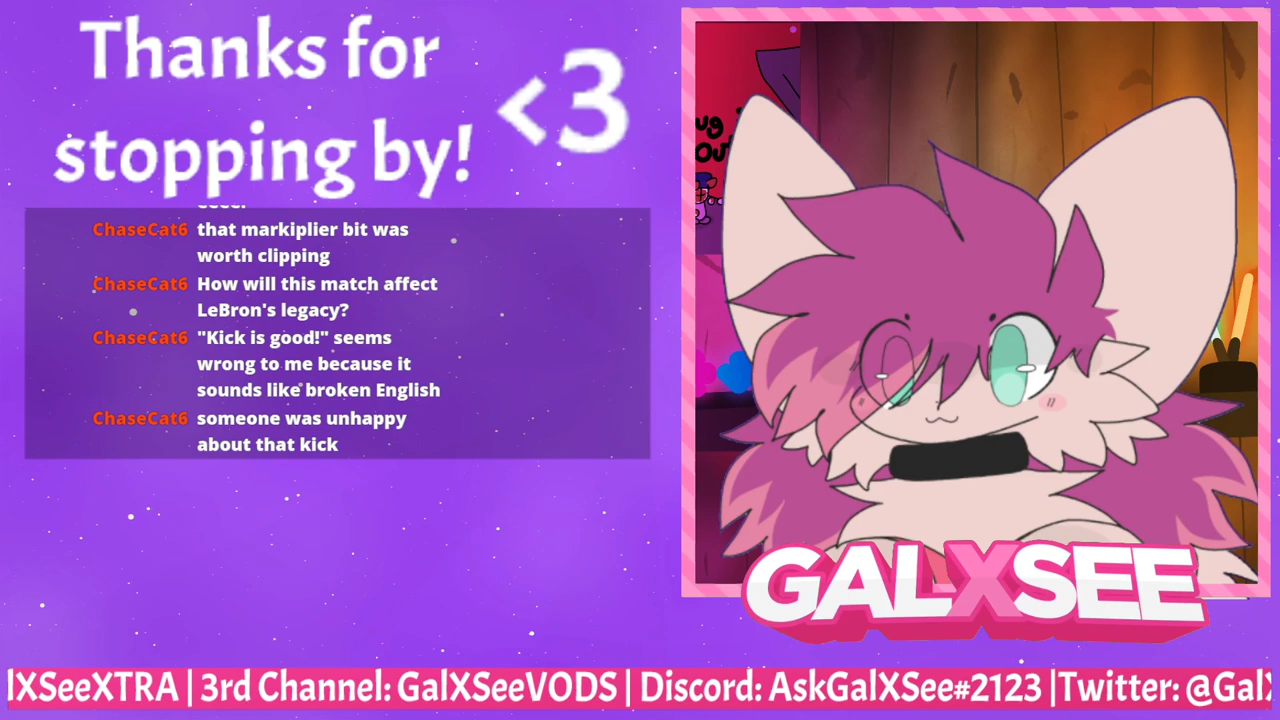 Thanks for
stopping by!
<3
ChaseCat6 that markiplier bit was
worth clipping
ChaseCat6 How will this match affect
LeBron's legacy?
ChaseCat6 "Kick is good!" seems
wrong to me because it
sounds like broken English
ChaseCat6 someone was unhappy
about that kick
GALXSEE
lXSeeXTRA | 3rd Channel: GalXSeeVODS | Discord: AskGalXSee#2123 |Twitter: @GalX